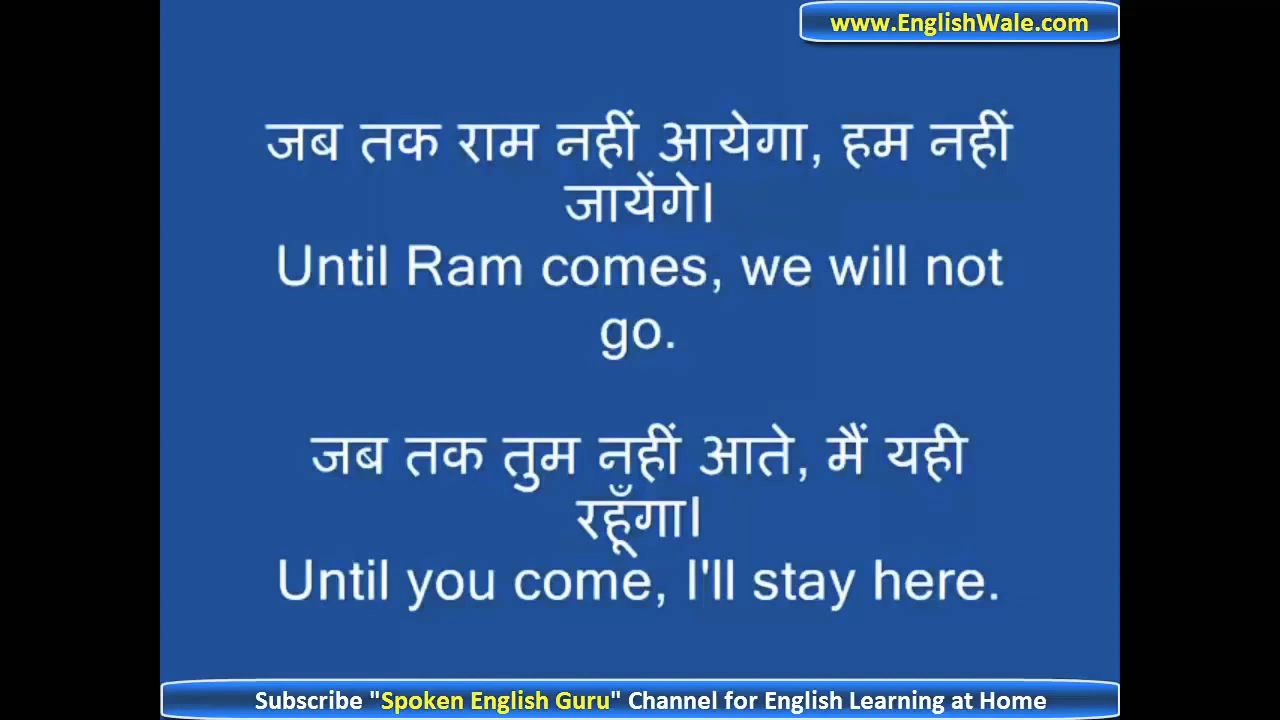 www.EnglishWale.com
जब तक राम नहीं आयेगा, हम नहीं
जायेंगे।
Until Ram comes, we will not
go.
जब तक तुम नहीं आते, मैं यही
रहूँगा।
Until you come, I'll stay here.
Subscribe "Spoken English Guru" Channel for English Learning at Home